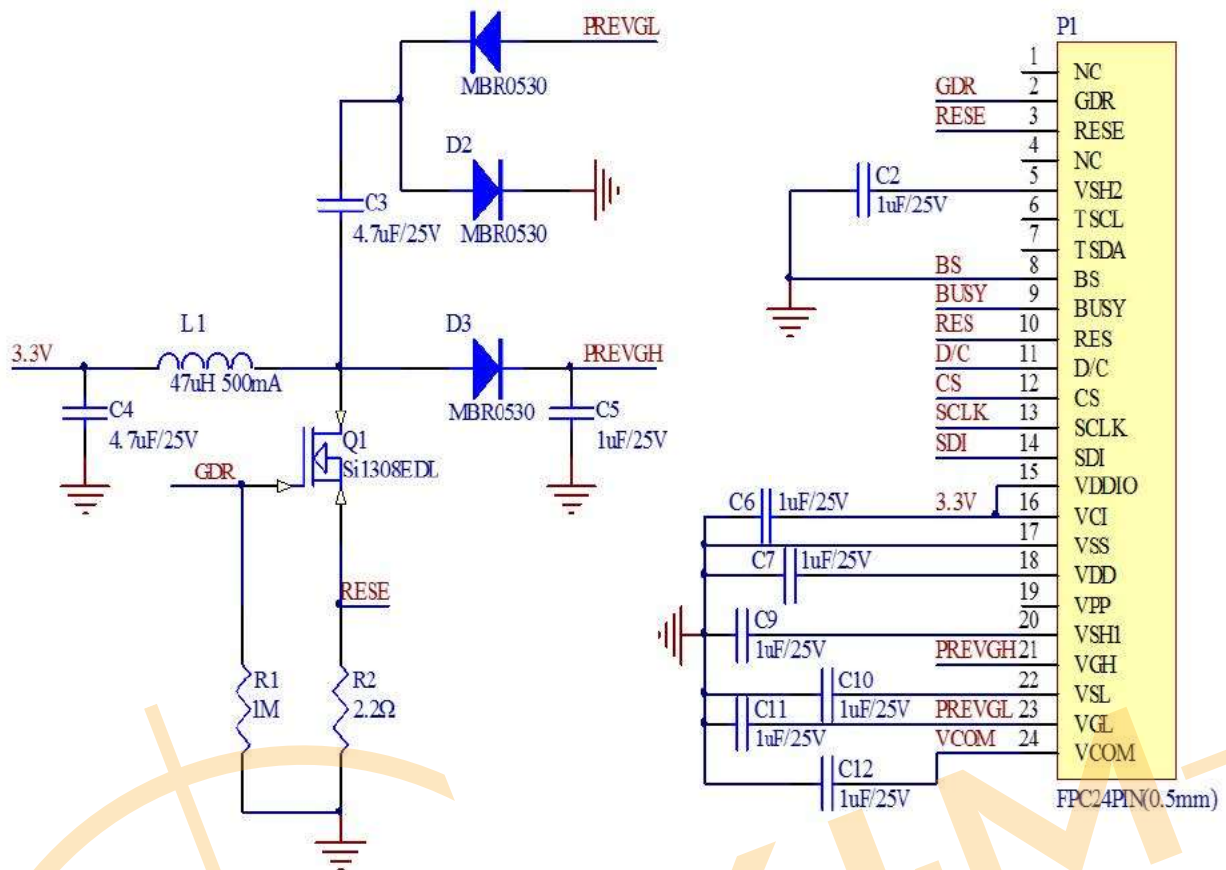 PREVGL
MBR0530
D2
MBR0530
C3
4.7uF/25V
L1
3.3V
47uH 500mA
D3
PREVGH
MBR0530
C4
4.7uF/25V
C5
1uF/25V
Q1
Si1308EDL
GDR
RESE
R1
1M
R2
2.2Ω
P1
1 NC
GDR 2 GDR
RESE 3 RESE
4 NC
C2
1uF/25V
5 VSH2
6 TSCL
7 TSDA
BS 8 BS
BUSY 9 BUSY
RES 10 RES
D/C 11 D/C
CS 12 CS
SCLK 13 SCLK
SDI 14 SDI
15 VDDIO
C6 1uF/25V 3.3V 16 VCI
17 VSS
C7 1uF/25V 18 VDD
19 VPP
C9
1uF/25V
20 VSH1
PREVGH 21 VGH
C10
1uF/25V
22 VSL
C11
1uF/25V
PREVGL 23 VGL
VCOM 24 VCOM
C12
1uF/25V
FPC24PIN(0.5mm)